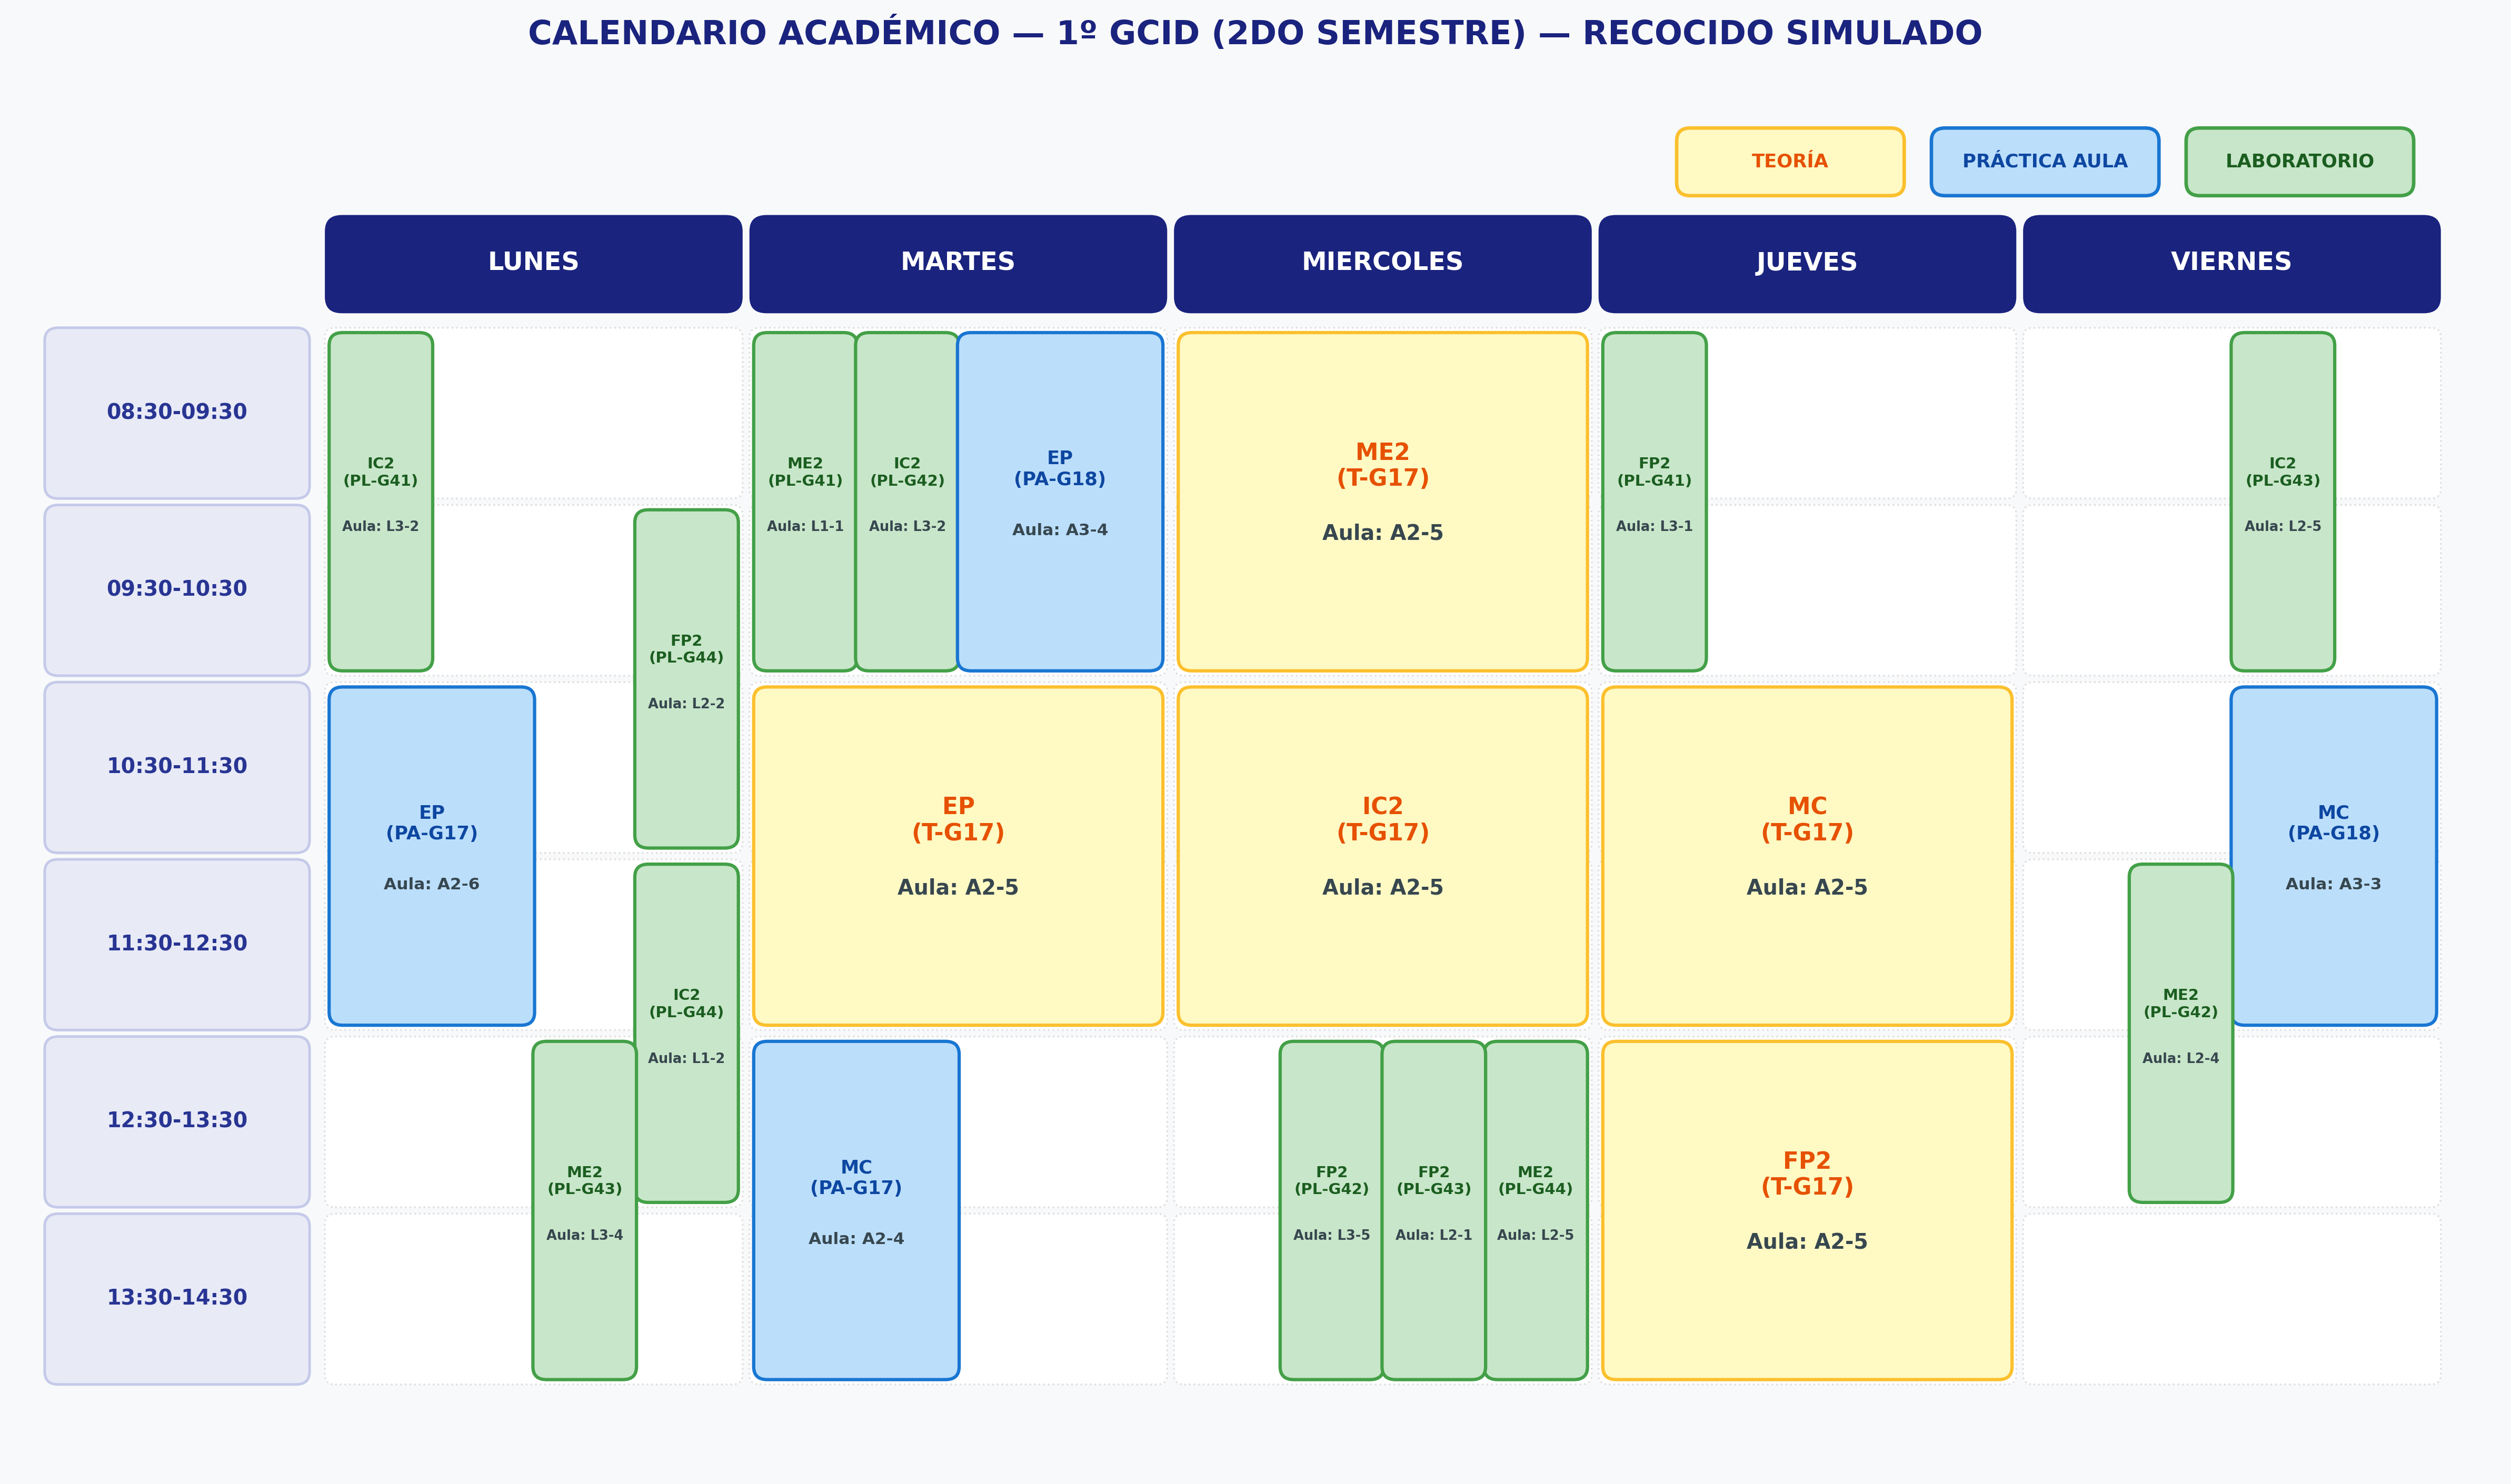 CALENDARIO ACADÉMICO — 1º GCID (2DO SEMESTRE) — RECOCIDO SIMULADO
TEORÍA
PRÁCTICA AULA
LABORATORIO
LUNES
MARTES
MIERCOLES
JUEVES
VIERNES
08:30-09:30
09:30-10:30
10:30-11:30
11:30-12:30
12:30-13:30
13:30-14:30
IC2
(PL-G41)
Aula: L3-2
FP2
(PL-G44)
Aula: L2-2
EP
(PA-G17)
Aula: A2-6
IC2
(PL-G44)
Aula: L1-2
ME2
(PL-G43)
Aula: L3-4
ME2
(PL-G41)
Aula: L1-1
IC2
(PL-G42)
Aula: L3-2
EP
(PA-G18)
Aula: A3-4
EP
(T-G17)
Aula: A2-5
MC
(PA-G17)
Aula: A2-4
ME2
(T-G17)
Aula: A2-5
IC2
(T-G17)
Aula: A2-5
FP2
(PL-G42)
Aula: L3-5
FP2
(PL-G43)
Aula: L2-1
ME2
(PL-G44)
Aula: L2-5
FP2
(PL-G41)
Aula: L3-1
MC
(T-G17)
Aula: A2-5
FP2
(T-G17)
Aula: A2-5
IC2
(PL-G43)
Aula: L2-5
MC
(PA-G18)
Aula: A3-3
ME2
(PL-G42)
Aula: L2-4